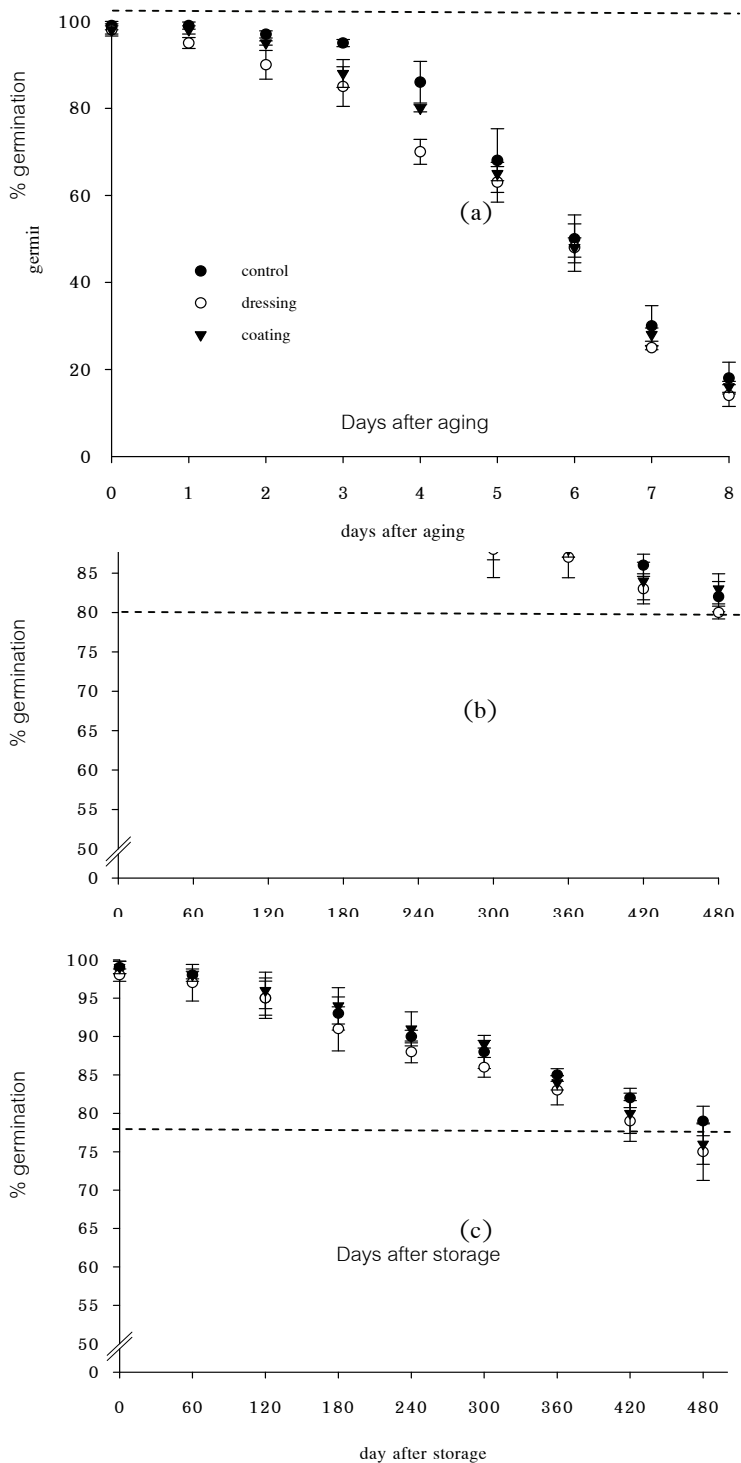 100
80
60
40
20
0
% germination
germii
(a)
control
dressing
coating
Days after aging
0 1 2 3 4 5 6 7 8
days after aging
85
80
75
70
65
60
55
50
0
% germination
(b)
0 60 120 180 240 300 360 420 480
100
95
90
85
80
75
70
65
60
55
50
0
% germination
(c)
Days after storage
0 60 120 180 240 300 360 420 480
day after storage